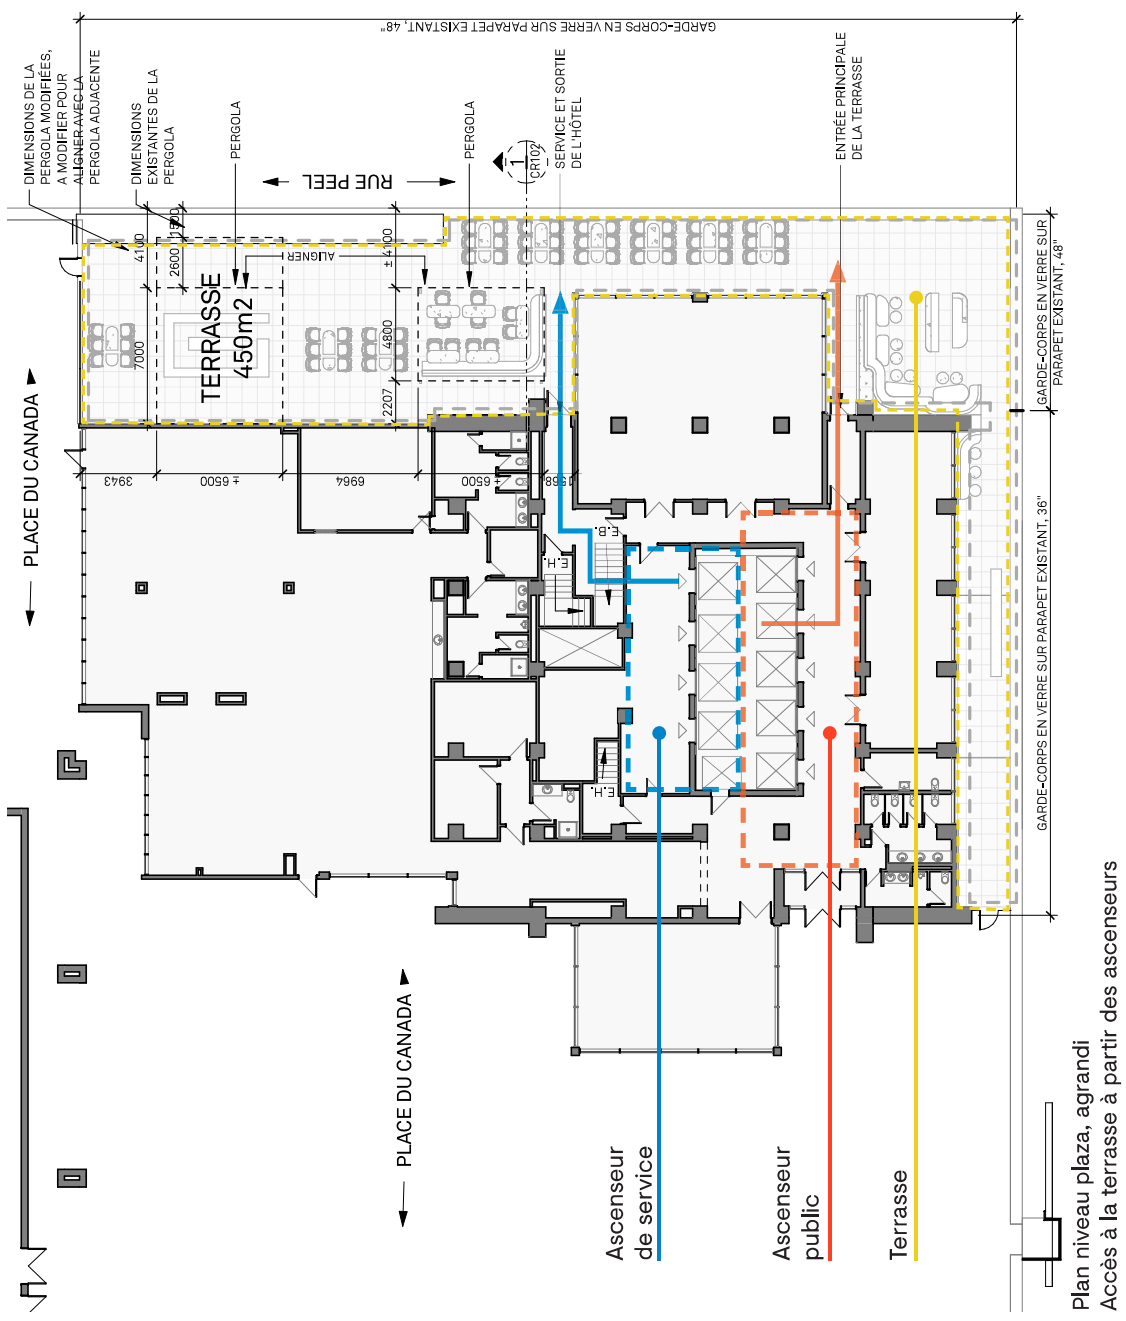 GARDE-CORPS EN VERRE SUR PARAPET EXISTANT, 48"
DIMENSIONS DE LA
PERGOLA MODIFIÉES,
A MODIFIER POUR
ALIGNER AVEC LA
PERGOLA ADJACENTE
DIMENSIONS
EXISTANTES DE LA
PERGOLA
PERGOLA
RUE PEEL
PERGOLA
1
CR102
SERVICE ET SORTIE
DE L'HÔTEL
ENTRÉE PRINCIPALE
DE LA TERRASSE
4100
1500
2600
7000
ALIGNER
± 4100
4800
2207
TERRASSE
450m2
PLACE DU CANADA
3943
± 6500
6964
± 6500
1568
E.B.
E.H.
E.H.
GARDE-CORPS EN VERRE SUR
PARAPET EXISTANT, 48"
GARDE-CORPS EN VERRE SUR PARAPET EXISTANT, 36"
PLACE DU CANADA
Ascenseur
de service
Ascenseur
public
Terrasse
Plan niveau plaza, agrandi
Accès à la terrasse à partir des ascenseurs